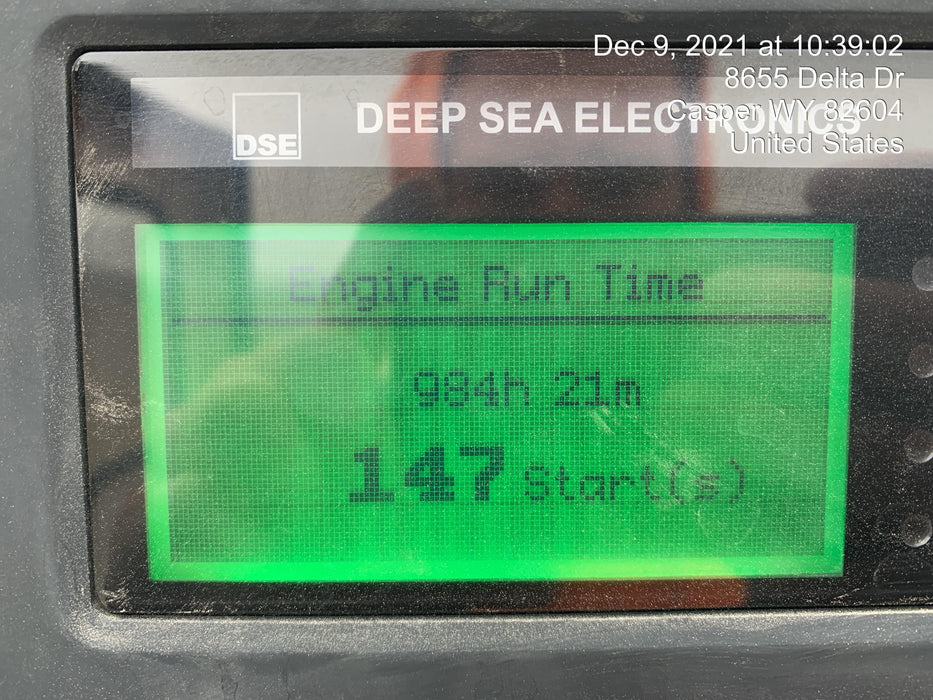 Dec 9, 2021 at 10:39:02
8655 Delta Dr
Casper WY 82604
United States
DSE
DEEP SEA ELECTRONICS
Engine Run Time
984h 21m
147 Start(s)